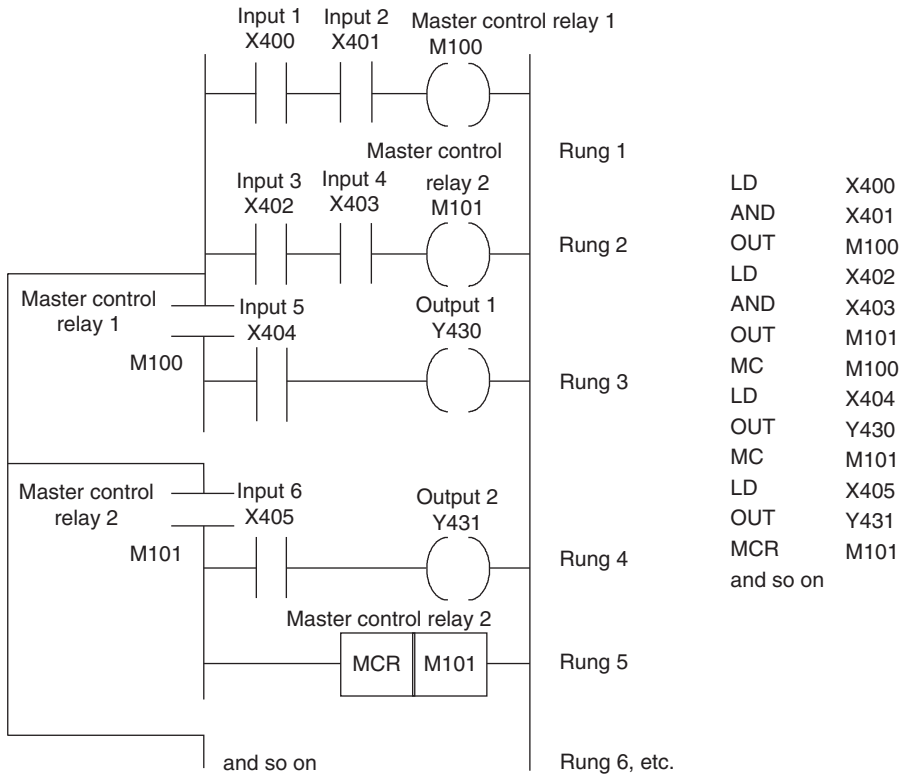 Input 1 Input 2 Master control relay 1
X400 X401 M100
Master control Rung 1
Input 3 Input 4 relay 2
X402 X403 M101
Rung 2
Master control
relay 1
Input 5 Output 1
X404 Y430
M100
Rung 3
Master control
relay 2
Input 6 Output 2
X405 Y431
M101
Rung 4
Master control relay 2
MCR M101 Rung 5
and so on Rung 6, etc.
LD X400
AND X401
OUT M100
LD X402
AND X403
OUT M101
MC M100
LD X404
OUT Y430
MC M101
LD X405
OUT Y431
MCR M101
and so on